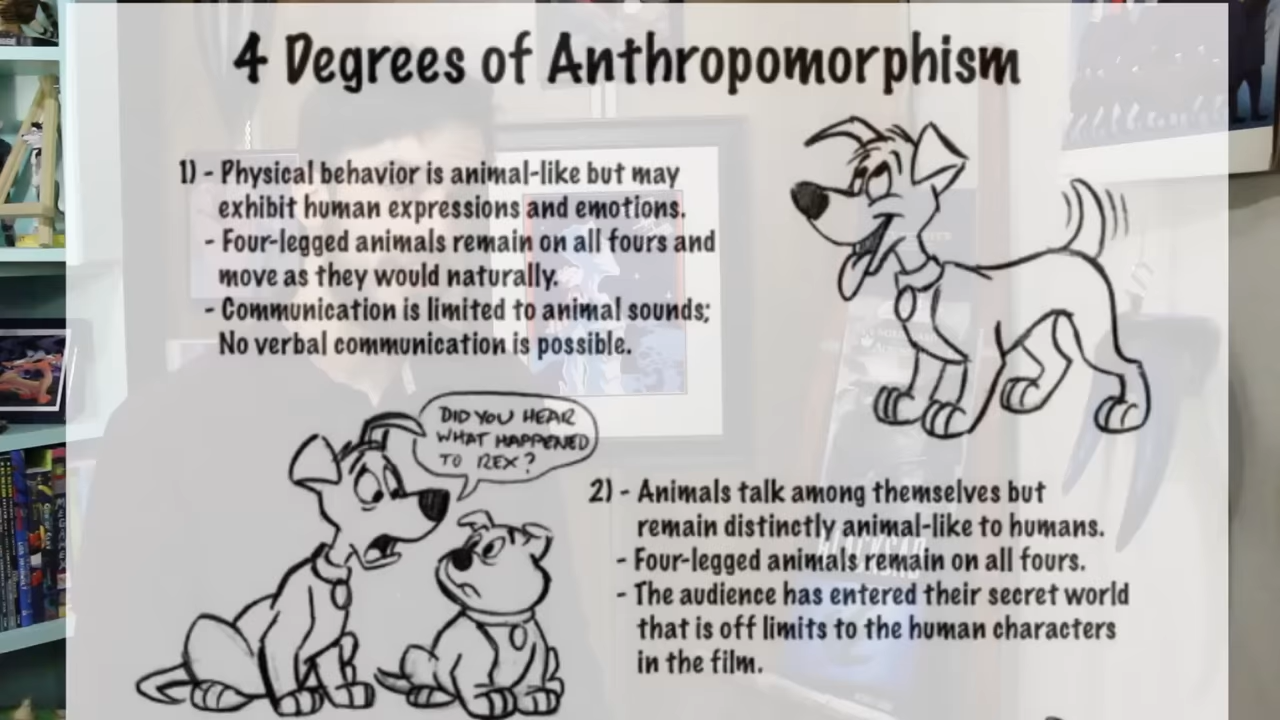 4 Degrees of Anthropomorphism
1) - Physical behavior is animal-like but may
exhibit human expressions and emotions.
- Four-legged animals remain on all fours and
move as they would naturally.
- Communication is limited to animal sounds;
No verbal communication is possible.
DID YOU HEAR
WHAT HAPPENED
TO REX?
2) - Animals talk among themselves but
remain distinctly animal-like to humans.
- Four-legged animals remain on all fours.
- The audience has entered their secret world
that is off limits to the human characters
in the film.
BLACKSAD